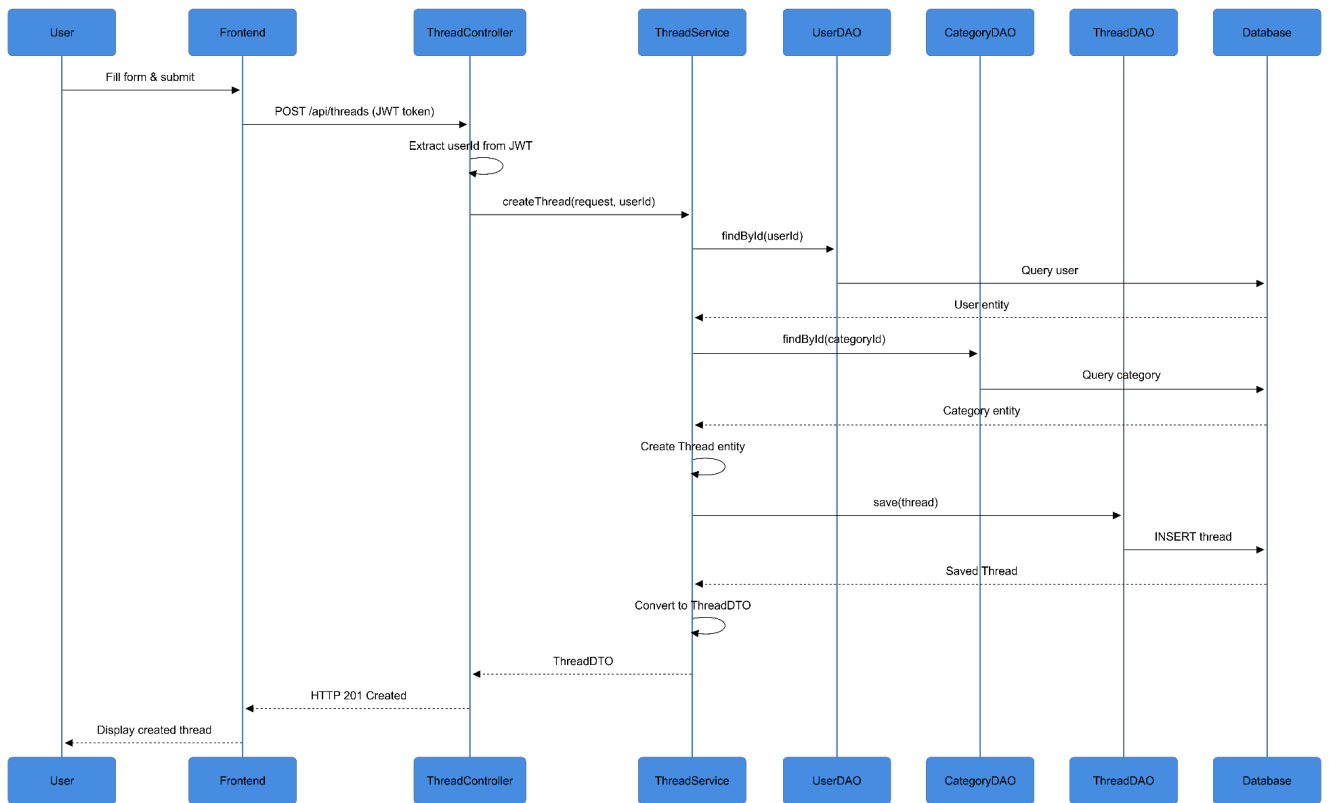 User
Frontend
ThreadController
ThreadService
UserDAO
CategoryDAO
ThreadDAO
Database
Fill form & submit
POST /api/threads (JWT token)
Extract userId from JWT
createThread(request, userId)
findById(userId)
Query user
User entity
findById(categoryId)
Query category
Category entity
Create Thread entity
save(thread)
INSERT thread
Saved Thread
Convert to ThreadDTO
ThreadDTO
HTTP 201 Created
Display created thread
User
Frontend
ThreadController
ThreadService
UserDAO
CategoryDAO
ThreadDAO
Database